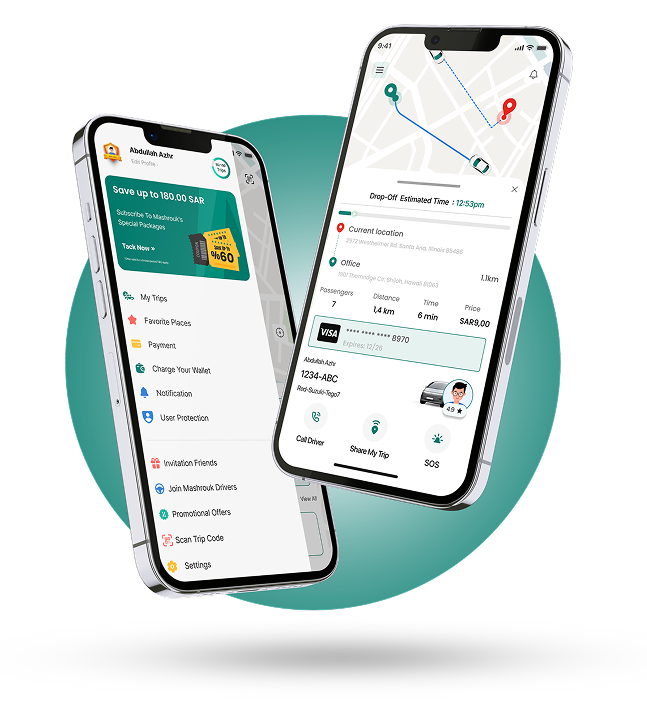 Abdullah Azhr
Edit Profile
Trips
Save up to 180.00 SAR
Subscribe To Mashrouk's
Special Packages
Tack Now »
SAVE UP TO
%60
My Trips
Favorite Places
Payment
Charge Your Wallet
Notification
User Protection
Invitation Friends
Join Mashrouk Drivers
Promotional Offers
Scan Trip Code
Settings
View All
9:41
Drop-Off Estimated Time : 12:53pm
Current location
2972 Westheimer Rd. Santa Ana, Illinois 85486
Office
1901 Thornridge Cir. Shiloh, Hawaii 81063
1.1km
Passengers
7
Distance
1,4 km
Time
6 min
Price
SAR9,00
VISA
**** **** **** 8970
Expires: 12/26
Abdullah Azhr
1234-ABC
Red-Suzuki-Tego7
4.9 ★
Call Driver
Share My Trip
SOS